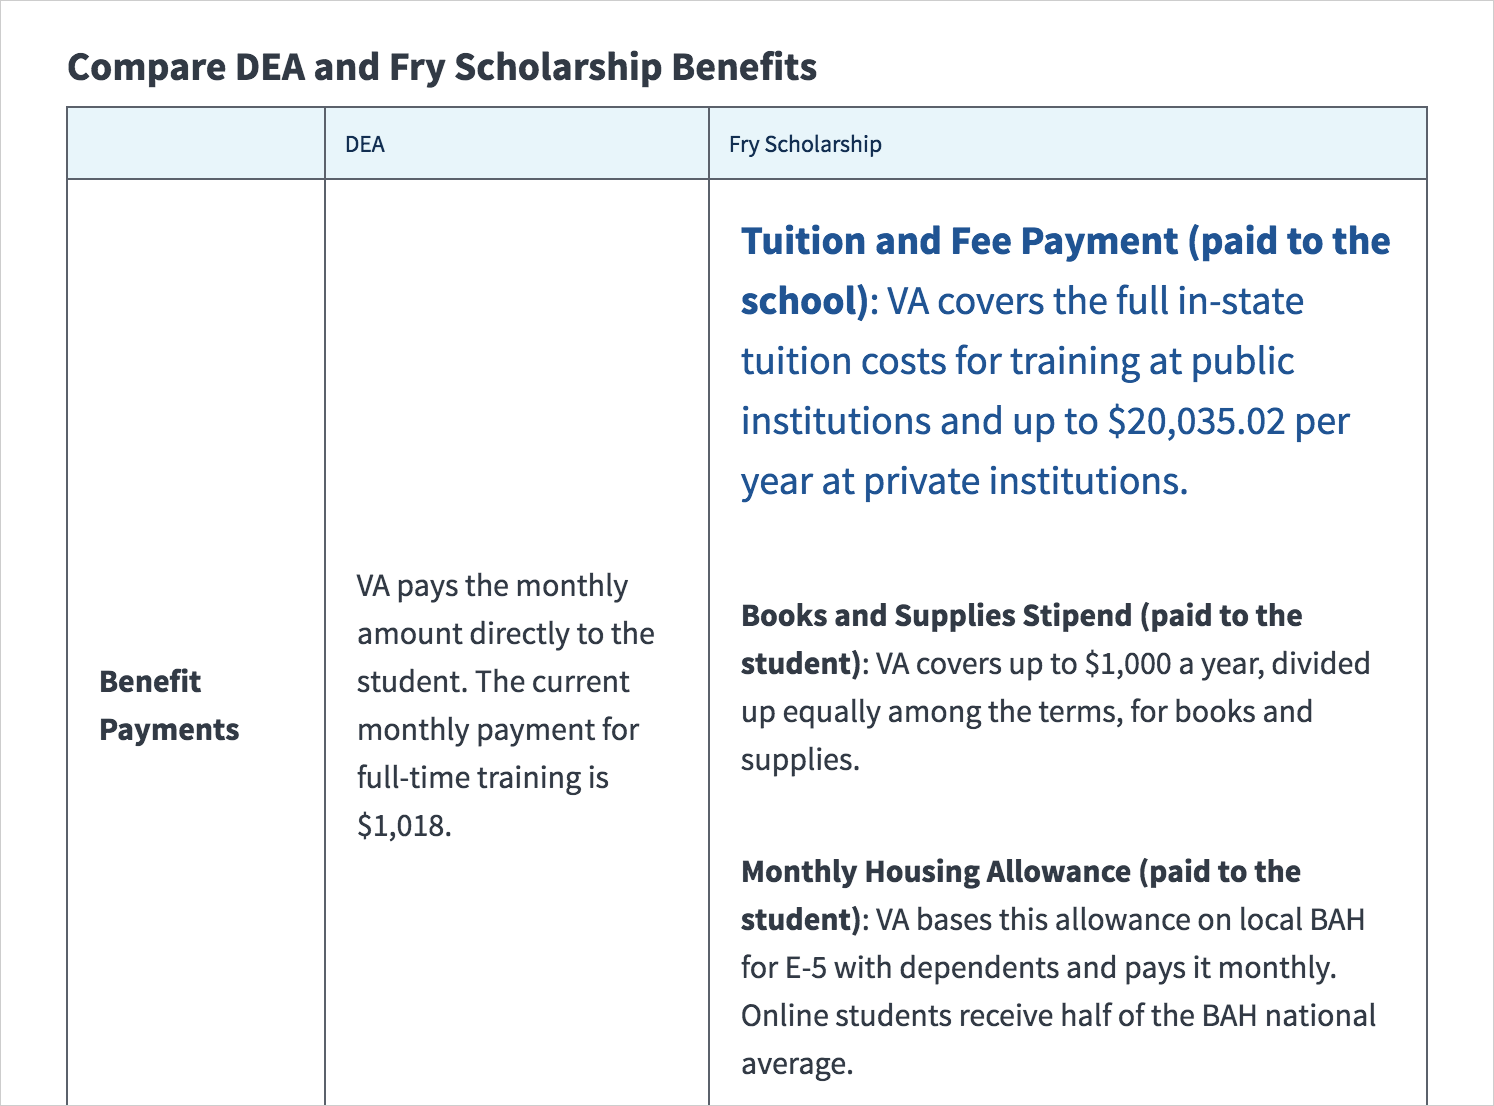 Compare DEA and Fry Scholarship Benefits
DEA
Fry Scholarship
Benefit
Payments
VA pays the monthly
amount directly to the
student. The current
monthly payment for
full-time training is
$1,018.
Tuition and Fee Payment (paid to the
school): VA covers the full in-state
tuition costs for training at public
institutions and up to $20,035.02 per
year at private institutions.
Books and Supplies Stipend (paid to the
student): VA covers up to $1,000 a year, divided
up equally among the terms, for books and
supplies.
Monthly Housing Allowance (paid to the
student): VA bases this allowance on local BAH
for E-5 with dependents and pays it monthly.
Online students receive half of the BAH national
average.